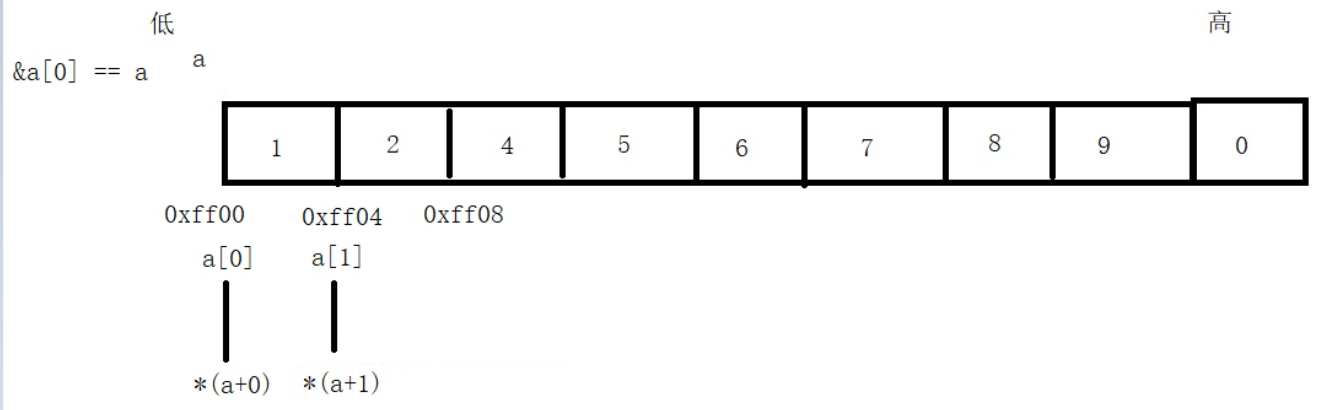 低 高
&a[0] == a a
1 2 4 5 6 7 8 9 0
0xff00 0xff04 0xff08
a[0] a[1]
*(a+0) *(a+1)